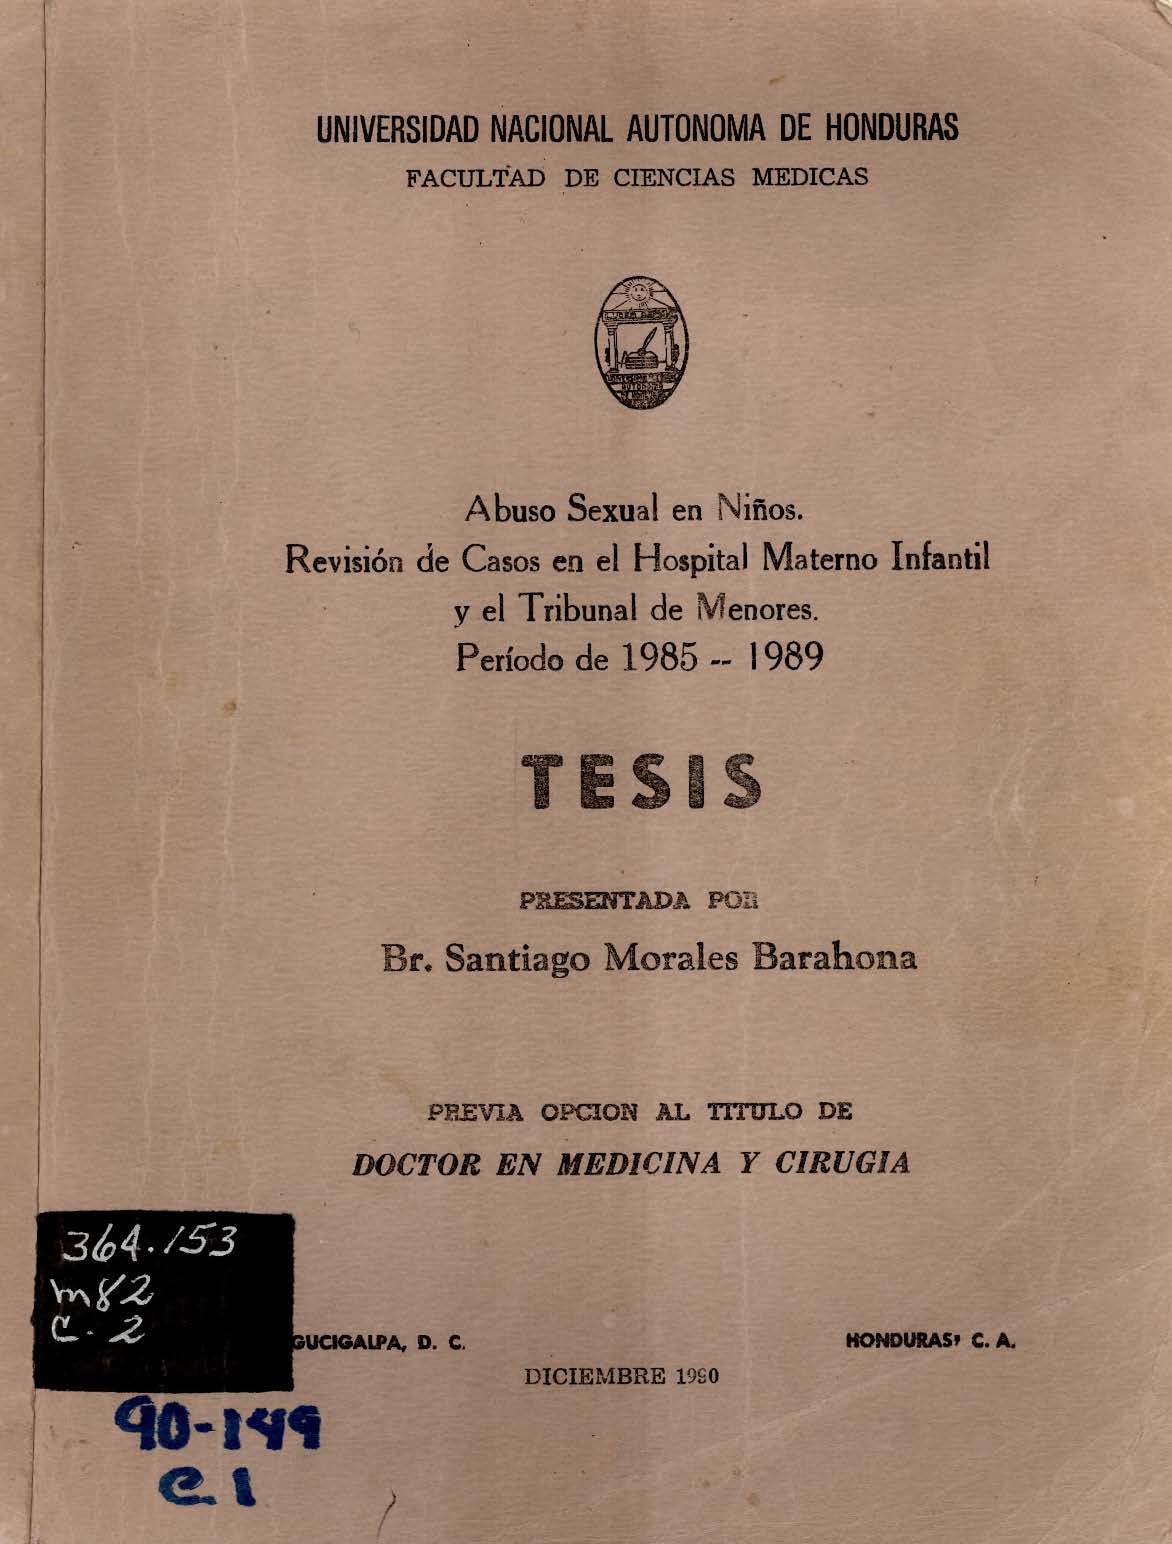 UNIVERSIDAD NACIONAL AUTONOMA DE HONDURAS
FACULTAD DE CIENCIAS MEDICAS
Abuso Sexual en Niños.
Revisión de Casos en el Hospital Materno Infantil
y el Tribunal de Menores.
Período de 1985 -- 1989
TESIS
PRESENTADA POR
Br. Santiago Morales Barahona
PREVIA OPCION AL TITULO DE
DOCTOR EN MEDICINA Y CIRUGIA
364.153
m82
c. 2
GUCIGALPA, D. C.
HONDURAS, C. A.
DICIEMBRE 1990
90-149
C1